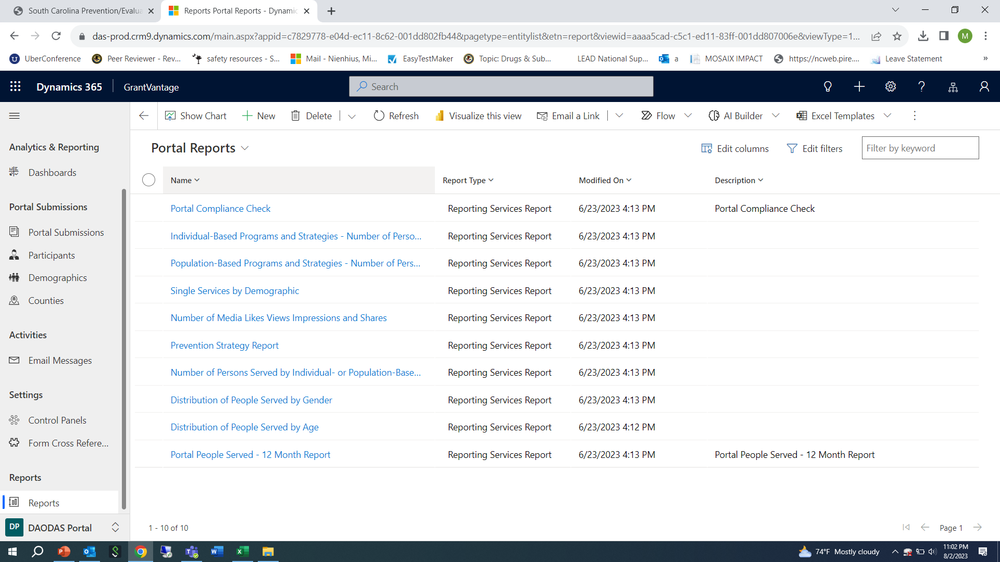 South Carolina Prevention/Evalua
Reports Portal Reports - Dynamic
das-prod.crm9.dynamics.com/main.aspx?appid=c7829778-e04d-ec11-8c62-001dd802fb44&pagetype=entitylist&etn=report&viewid=aaaa5cad-c5c1-ed11-83ff-001dd807006e&viewType=1...
M
U UberConference
Peer Reviewer - Rev...
safety resources - S...
Mail - Nienhius, Mi...
EasyTestMaker
Topic: Drugs & Sub...
LEAD National Sup...
a
MOSAIX IMPACT
https://ncweb.pire....
Leave Statement
»
Dynamics 365
GrantVantage
Search
Show Chart
New
Delete
Refresh
Visualize this view
Email a Link
Flow
AI Builder
Excel Templates
Analytics & Reporting
Dashboards
Portal Submissions
Portal Submissions
Participants
Demographics
Counties
Activities
Email Messages
Settings
Control Panels
Form Cross Refere...
Reports
Reports
DP DAODAS Portal
Portal Reports
Edit columns
Edit filters
Filter by keyword
Name Report Type Modified On Description
Portal Compliance Check Reporting Services Report 6/23/2023 4:13 PM Portal Compliance Check
Individual-Based Programs and Strategies - Number of Perso... Reporting Services Report 6/23/2023 4:13 PM
Population-Based Programs and Strategies - Number of Pers... Reporting Services Report 6/23/2023 4:13 PM
Single Services by Demographic Reporting Services Report 6/23/2023 4:13 PM
Number of Media Likes Views Impressions and Shares Reporting Services Report 6/23/2023 4:13 PM
Prevention Strategy Report Reporting Services Report 6/23/2023 4:13 PM
Number of Persons Served by Individual- or Population-Base... Reporting Services Report 6/23/2023 4:13 PM
Distribution of People Served by Gender Reporting Services Report 6/23/2023 4:13 PM
Distribution of People Served by Age Reporting Services Report 6/23/2023 4:12 PM
Portal People Served - 12 Month Report Reporting Services Report 6/23/2023 4:13 PM Portal People Served - 12 Month Report
1 - 10 of 10
Page 1
74°F Mostly cloudy
11:02 PM
8/2/2023